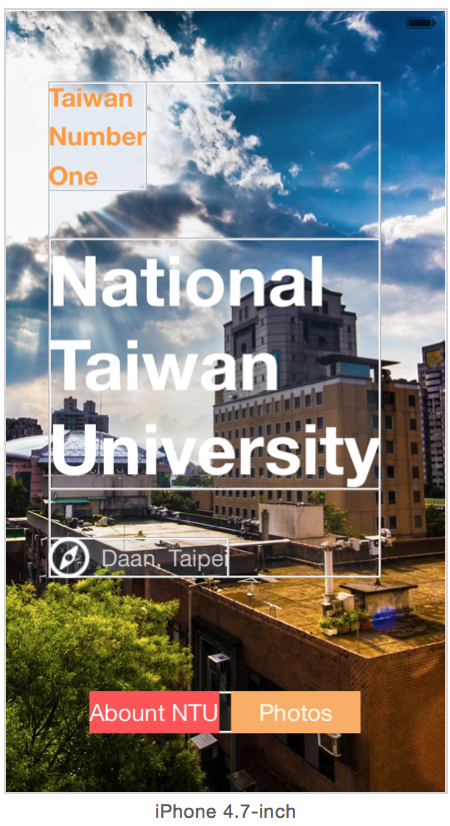 Taiwan
Number
One
National
Taiwan
University
Daan, Taipei
Abount NTU
Photos
iPhone 4.7-inch